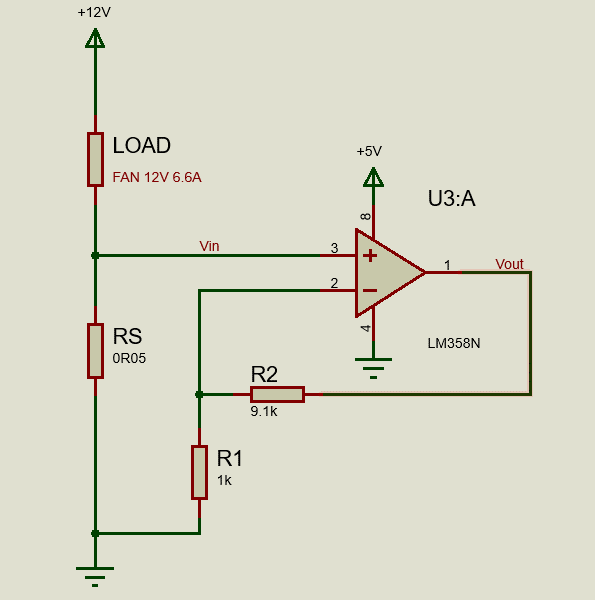 +12V
LOAD
FAN 12V 6.6A
+5V
U3:A
8
Vin
3
2
1
Vout
4
LM358N
RS
0R05
R2
9.1k
R1
1k